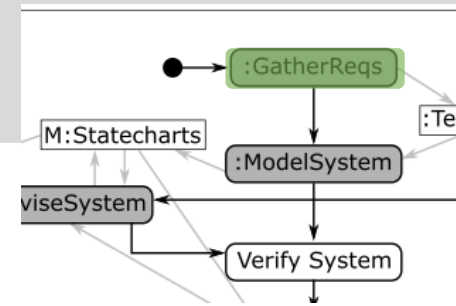 :GatherReqs
:Te
M:Statecharts
:ModelSystem
viseSystem
Verify System